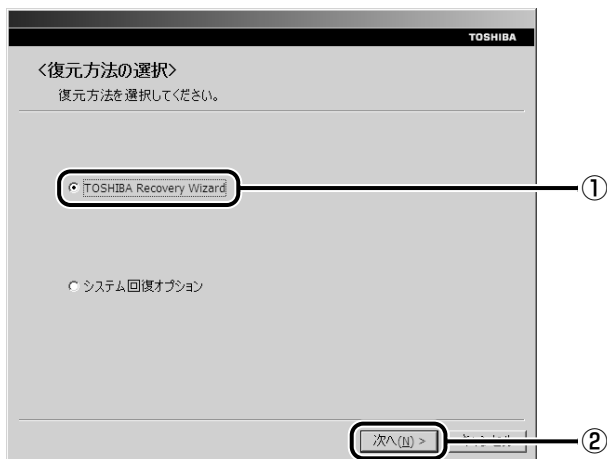 TOSHIBA
<復元方法の選択>
復元方法を選択してください。
TOSHIBA Recovery Wizard
①
システム回復オプション
次へ(N) >
②